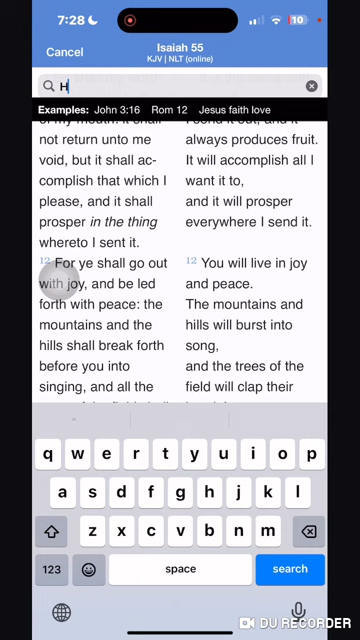 7:28
10
Cancel
Isaiah 55
KJV | NLT (online)
H
Examples: John 3:16 Rom 12 Jesus faith love
not return unto me
void, but it shall ac-
complish that which I
please, and it shall
prosper in the thing
whereto I sent it.
12 For ye shall go out
with joy, and be led
forth with peace: the
mountains and the
hills shall break forth
before you into
singing, and all the
always produces fruit.
It will accomplish all I
want it to,
and it will prosper
everywhere I send it.
12 You will live in joy
and peace.
The mountains and
hills will burst into
song,
and the trees of the
field will clap their
q w e r t y u i o p
a s d f g h j k l
z x c v b n m
123 space search
DU RECORDER